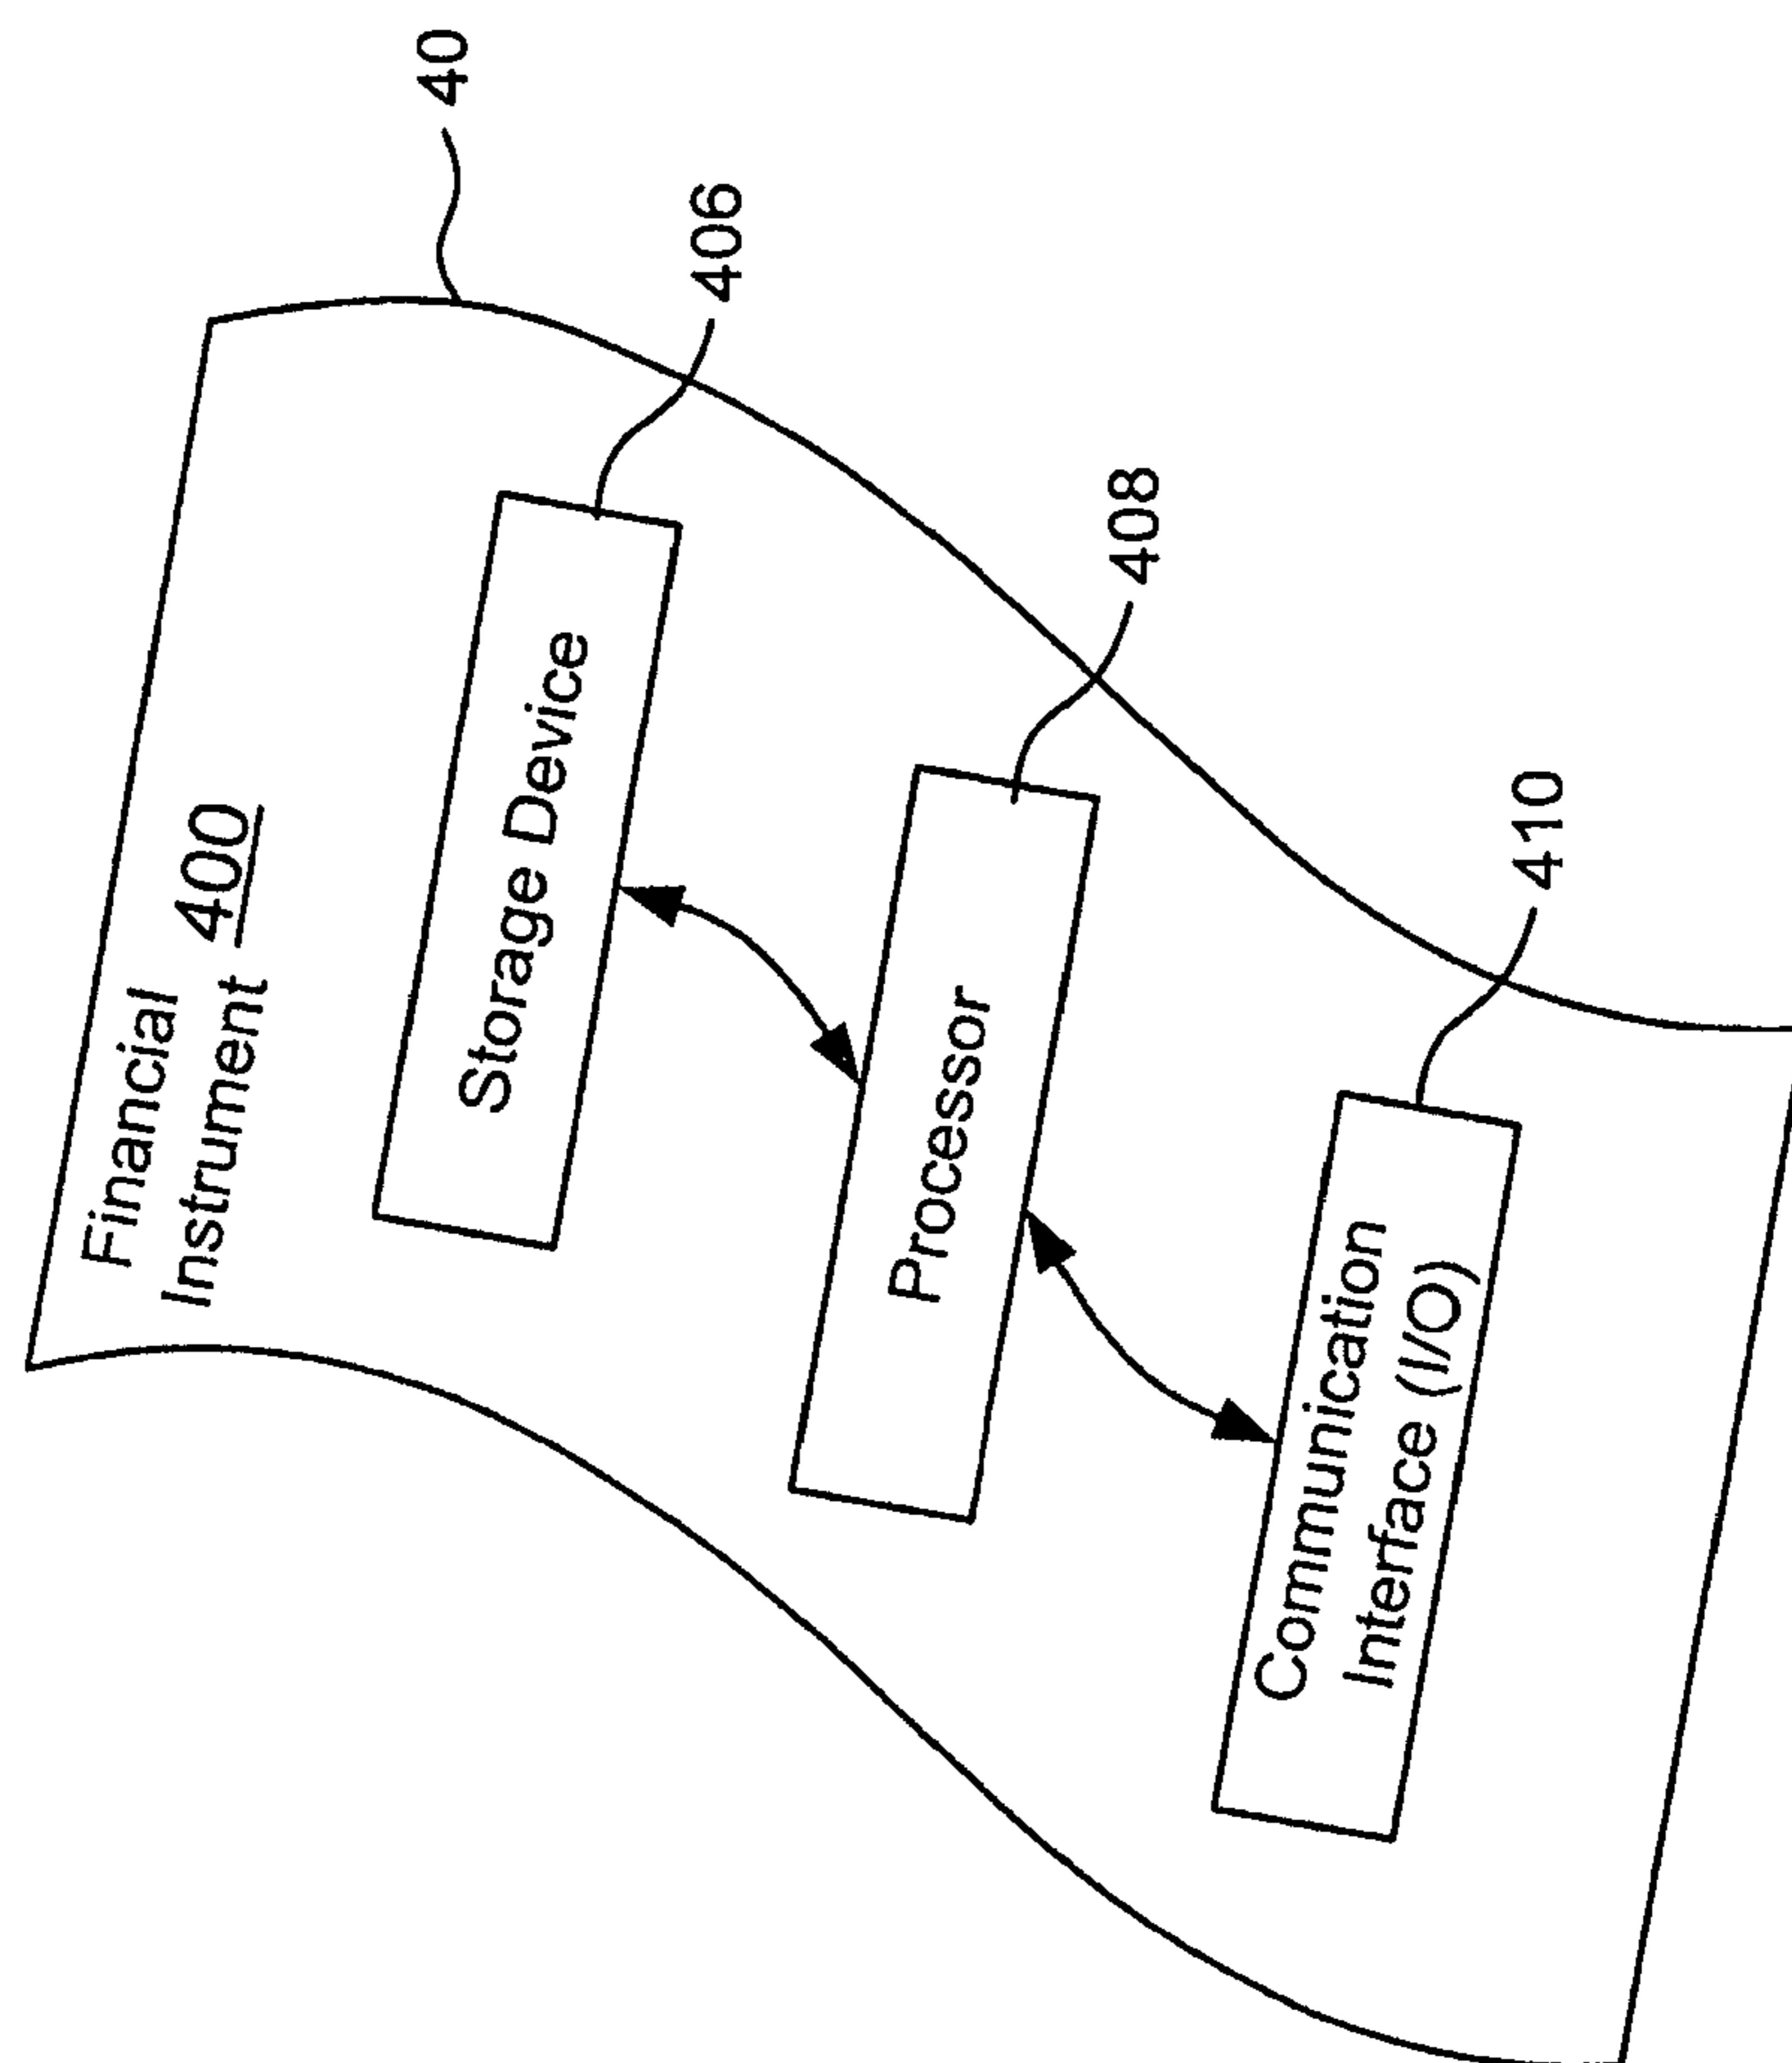 Financial
Instrument 400
40
Storage Device
406
Processor
408
Communication
Interface (I/O)
410